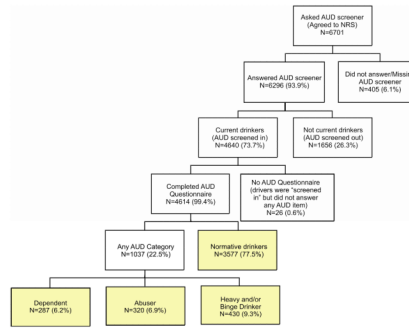 Asked AUD screener
(Agreed to NRS)
N=6701
Answered AUD screener
N=6296 (93.9%)
Did not answer/Missin
AUD screener
N=405 (6.1%)
Current drinkers
(AUD screened in)
N=4640 (73.7%)
Not current drinkers
(AUD screened out)
N=1656 (26.3%)
Completed AUD
Questionnaire
N=4614 (99.4%)
No AUD Questionnaire
(drivers were "screened
in" but did not answer
any AUD item)
N=26 (0.6%)
Any AUD Category
N=1037 (22.5%)
Normative drinkers
N=3577 (77.5%)
Dependent
N=287 (6.2%)
Abuser
N=320 (6.9%)
Heavy and/or
Binge Drinker
N=430 (9.3%)